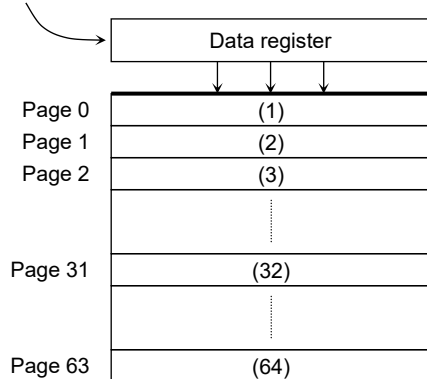 Data register
Page 0 (1)
Page 1 (2)
Page 2 (3)
Page 31 (32)
Page 63 (64)